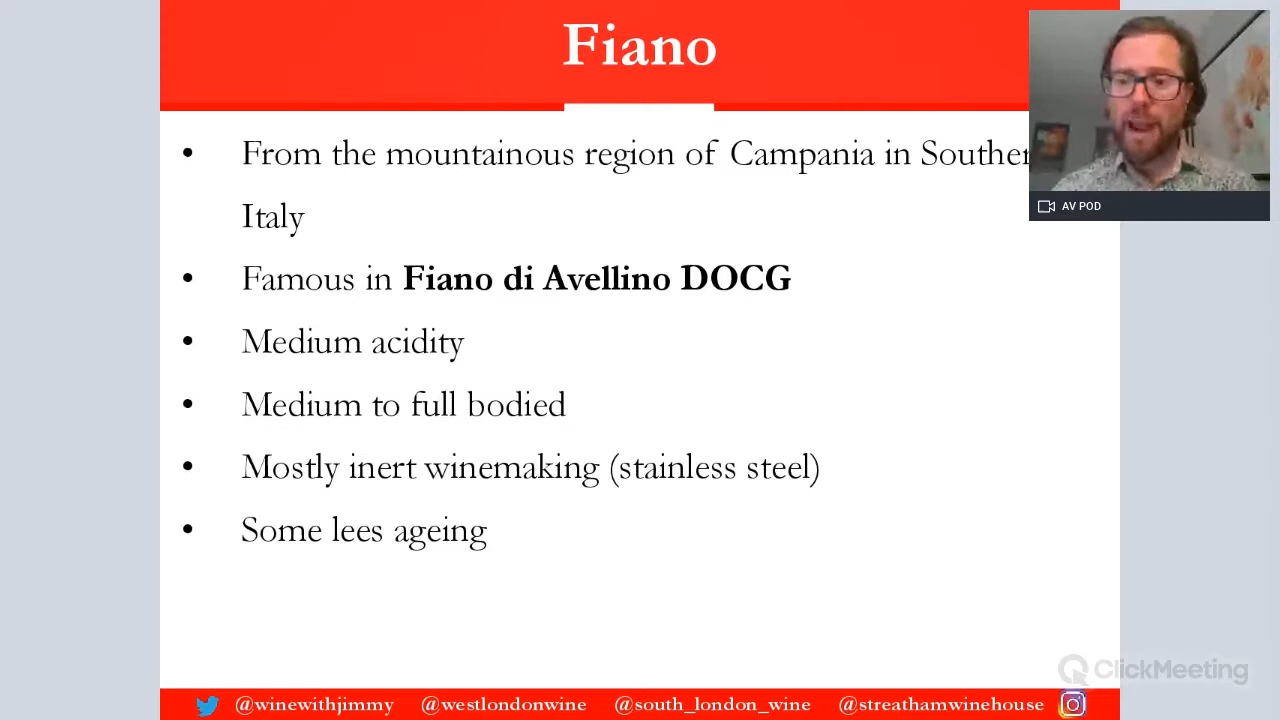 Fiano
• From the mountainous region of Campania in Souther
Italy
• Famous in Fiano di Avellino DOCG
• Medium acidity
• Medium to full bodied
• Mostly inert winemaking (stainless steel)
• Some lees ageing
AV POD
ClickMeeting
@winewithjimmy @westlondonwine @south_london_wine @streathamwinehouse